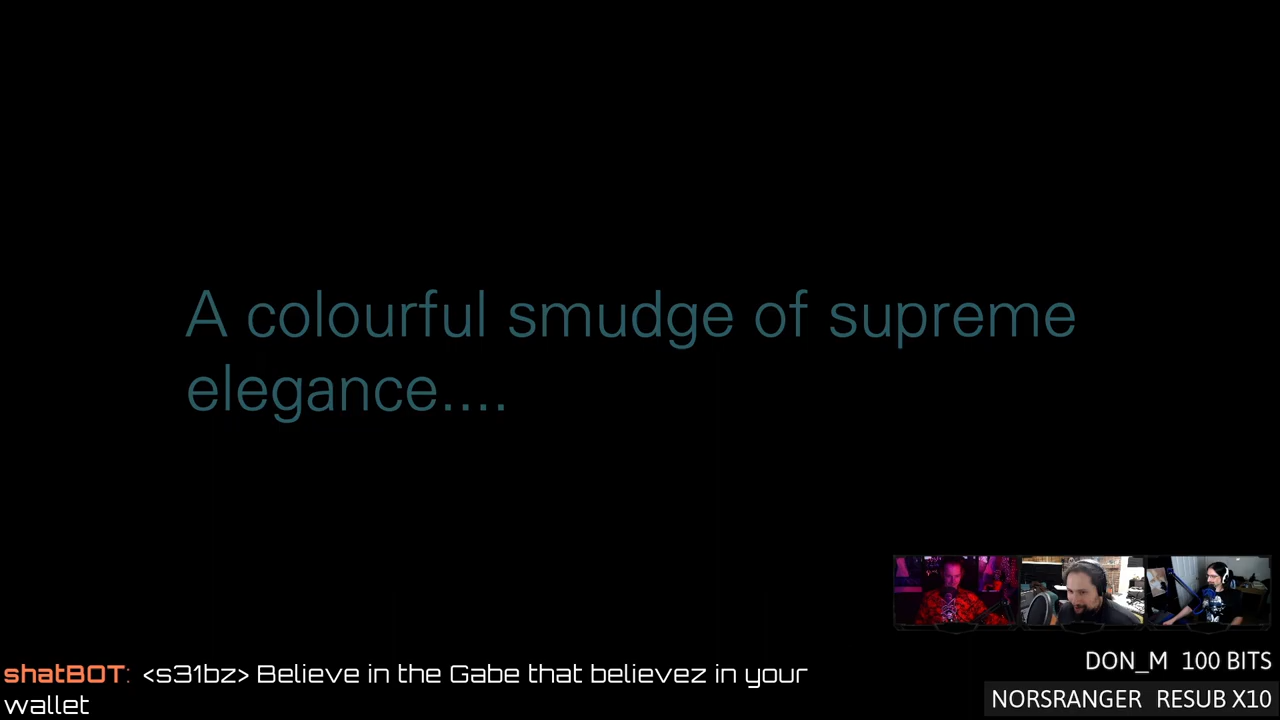 A colourful smudge of supreme
elegance....
shatBOT: <s31bz> Believe in the Gabe that believez in your
wallet
DON_M 100 BITS
NORSRANGER RESUB X10